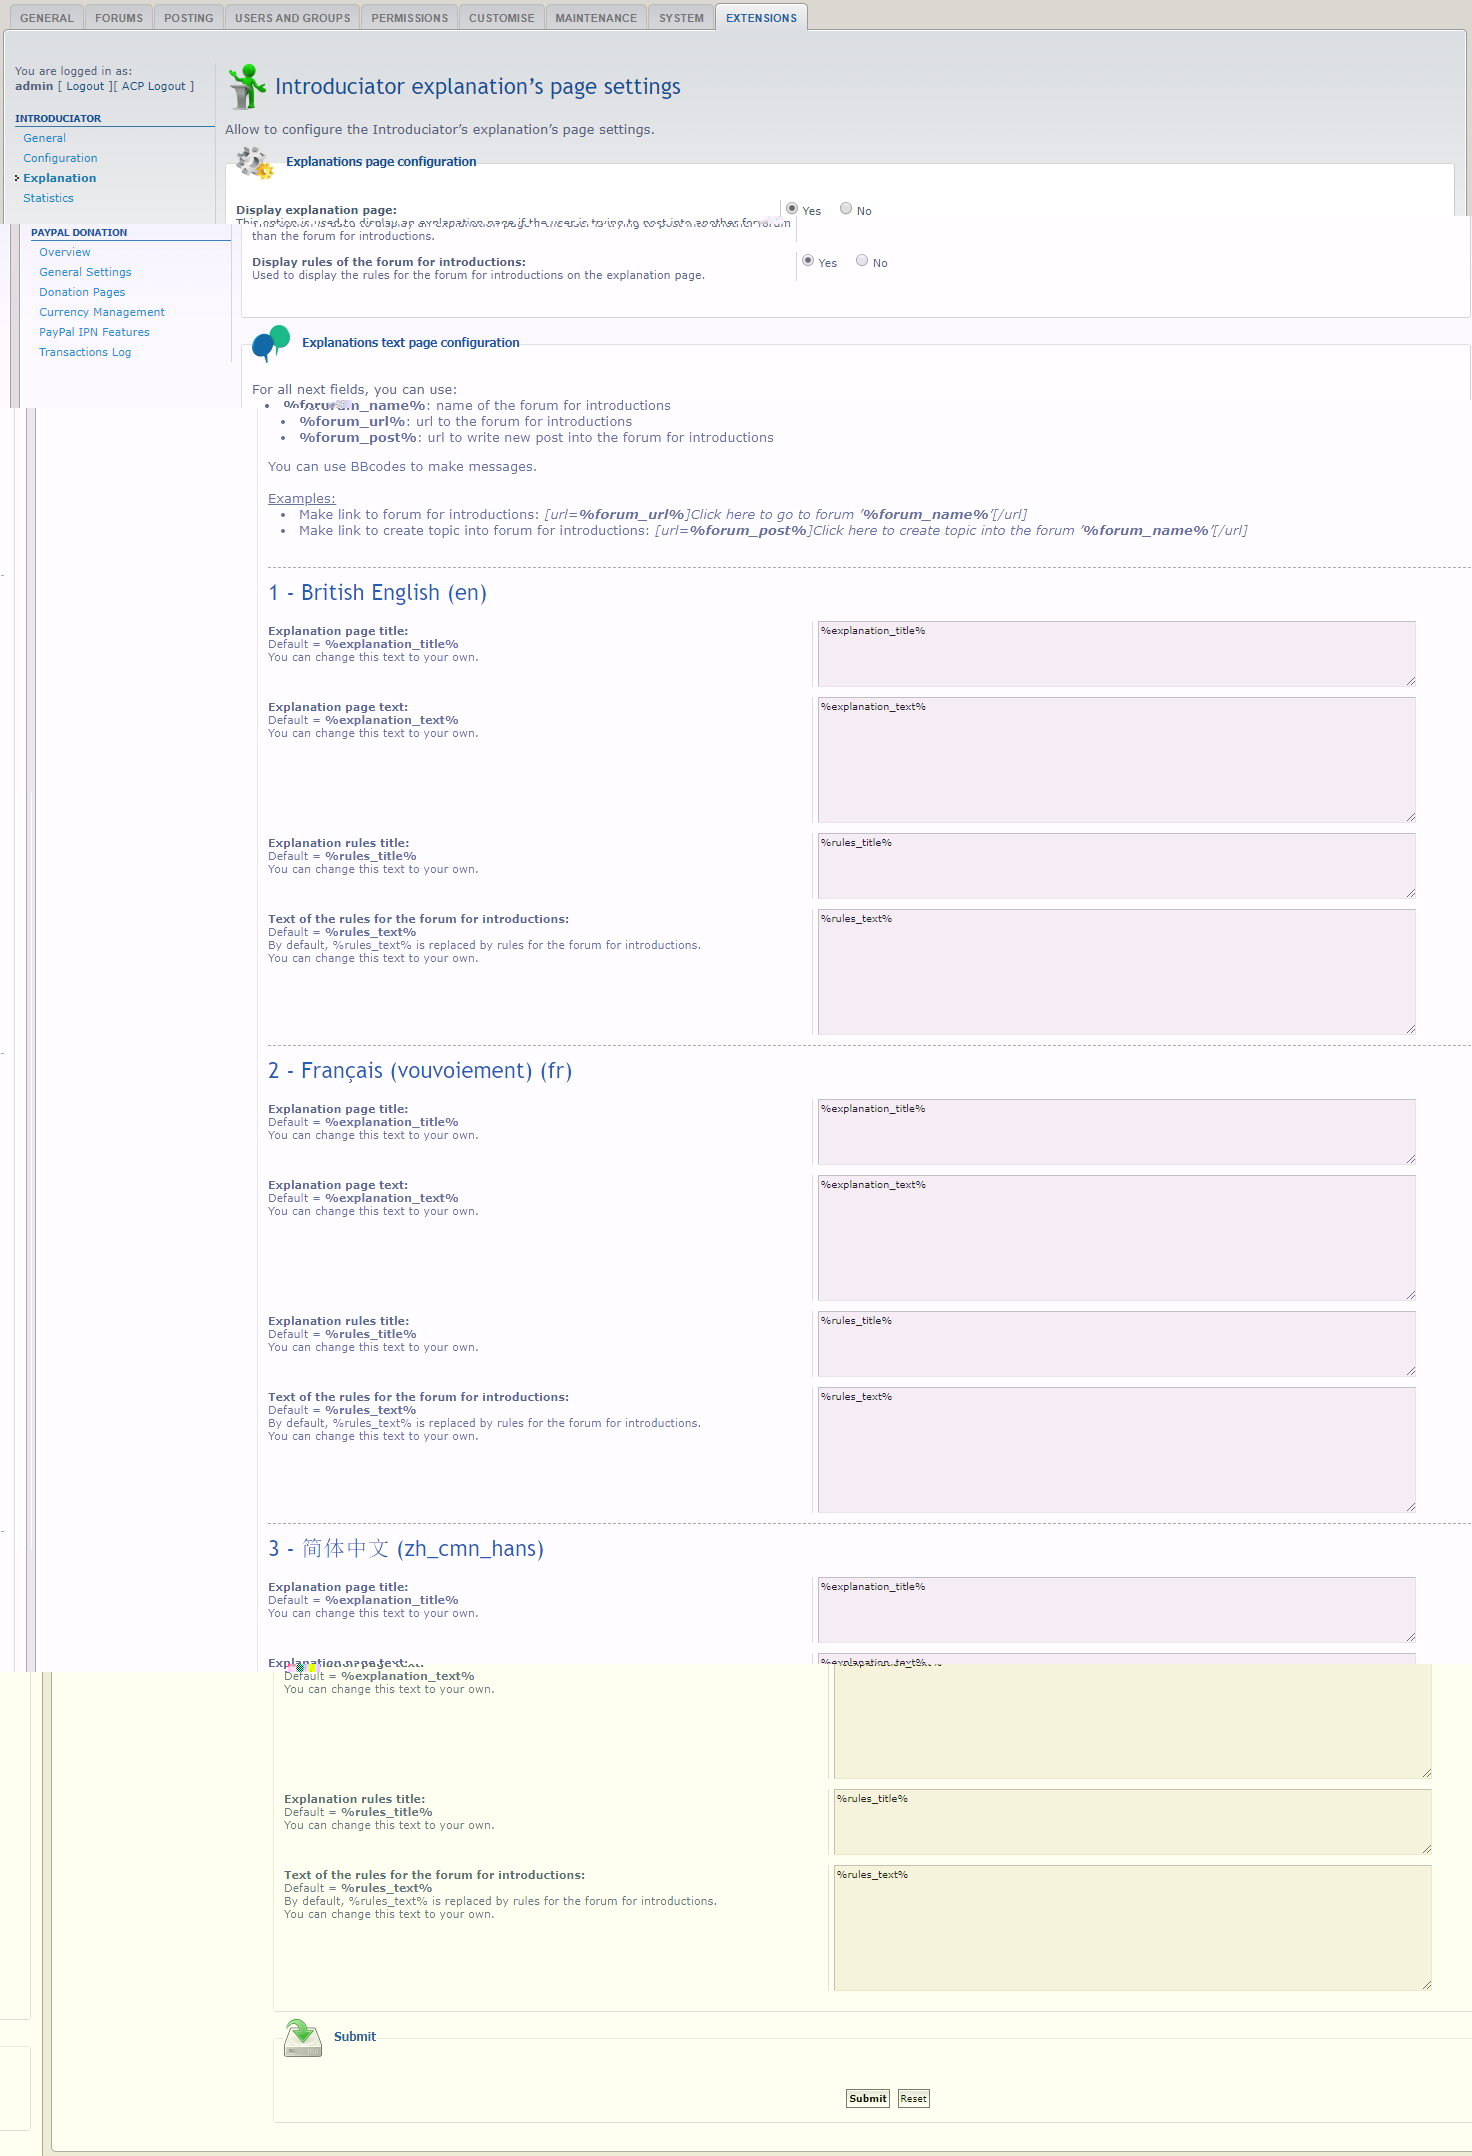 GENERAL FORUMS POSTING USERS AND GROUPS PERMISSIONS CUSTOMISE MAINTENANCE SYSTEM EXTENSIONS
You are logged in as:
admin [ Logout ][ ACP Logout ]
INTRODUCIATOR
General
Configuration
Explanation
Statistics
PAYPAL DONATION
Overview
General Settings
Donation Pages
Currency Management
PayPal IPN Features
Transactions Log
Introduciator explanation’s page settings
Allow to configure the Introduciator’s explanation’s page settings.
Explanations page configuration
Display explanation page:
Yes No
This option is used to display an explanation page if the user is trying to post into another forum
than the forum for introductions.
Display rules of the forum for introductions:
Yes No
Used to display the rules for the forum for introductions on the explanation page.
Explanations text page configuration
For all next fields, you can use:
• %forum_name%: name of the forum for introductions
• %forum_url%: url to the forum for introductions
• %forum_post%: url to write new post into the forum for introductions
You can use BBcodes to make messages.
Examples:
• Make link to forum for introductions: [url=%forum_url%]Click here to go to forum ‘%forum_name%’[/url]
• Make link to create topic into forum for introductions: [url=%forum_post%]Click here to create topic into the forum ‘%forum_name%’[/url]
1 - British English (en)
Explanation page title:
Default = %explanation_title%
You can change this text to your own.
%explanation_title%
Explanation page text:
Default = %explanation_text%
You can change this text to your own.
%explanation_text%
Explanation rules title:
Default = %rules_title%
You can change this text to your own.
%rules_title%
Text of the rules for the forum for introductions:
Default = %rules_text%
By default, %rules_text% is replaced by rules for the forum for introductions.
You can change this text to your own.
%rules_text%
2 - Français (vouvoiement) (fr)
Explanation page title:
Default = %explanation_title%
You can change this text to your own.
%explanation_title%
Explanation page text:
Default = %explanation_text%
You can change this text to your own.
%explanation_text%
Explanation rules title:
Default = %rules_title%
You can change this text to your own.
%rules_title%
Text of the rules for the forum for introductions:
Default = %rules_text%
By default, %rules_text% is replaced by rules for the forum for introductions.
You can change this text to your own.
%rules_text%
3 - 简体中文 (zh_cmn_hans)
Explanation page title:
Default = %explanation_title%
You can change this text to your own.
%explanation_title%
Explanation page text:
Default = %explanation_text%
You can change this text to your own.
%explanation_text%
Explanation rules title:
Default = %rules_title%
You can change this text to your own.
%rules_title%
Text of the rules for the forum for introductions:
Default = %rules_text%
By default, %rules_text% is replaced by rules for the forum for introductions.
You can change this text to your own.
%rules_text%
Submit
Submit Reset